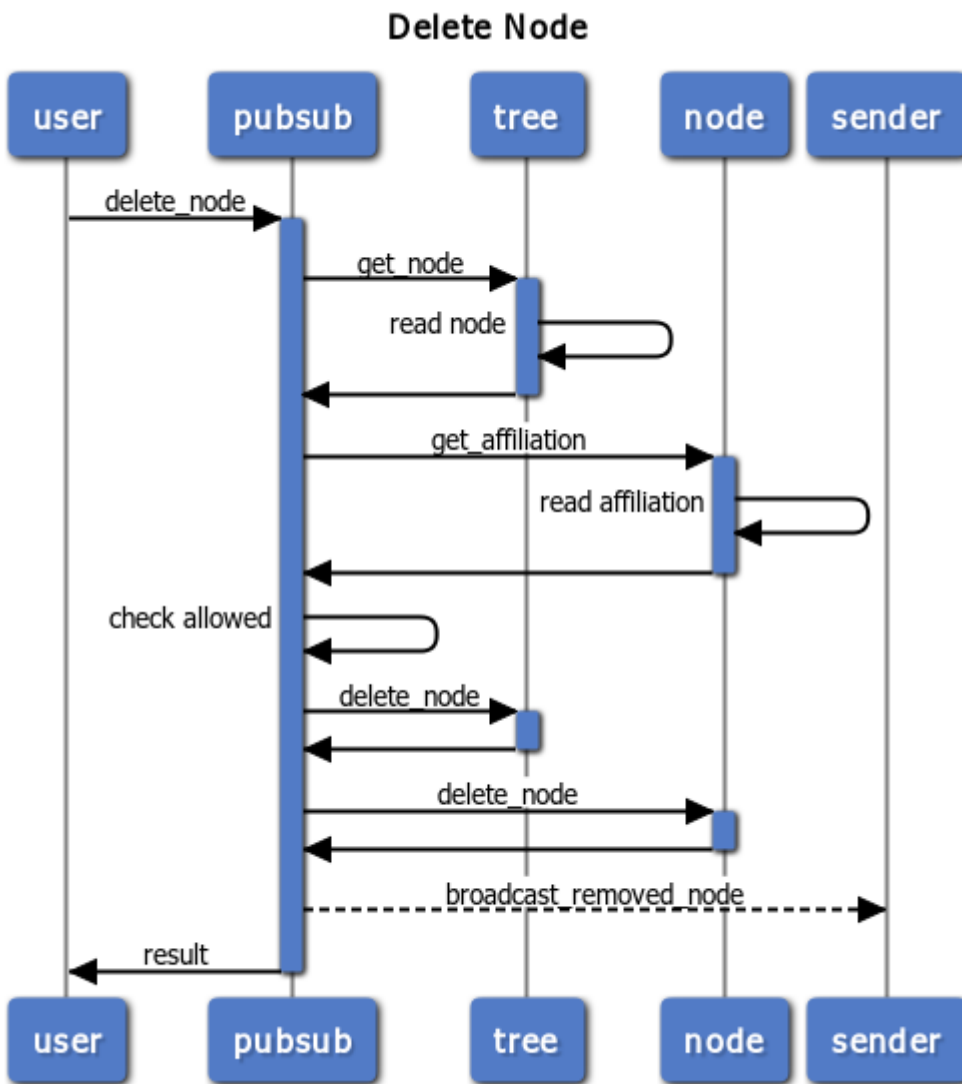 Delete Node
user
pubsub
tree
node
sender
delete_node
get_node
read node
get_affiliation
read affiliation
check allowed
delete_node
delete_node
broadcast_removed_node
result
user
pubsub
tree
node
sender